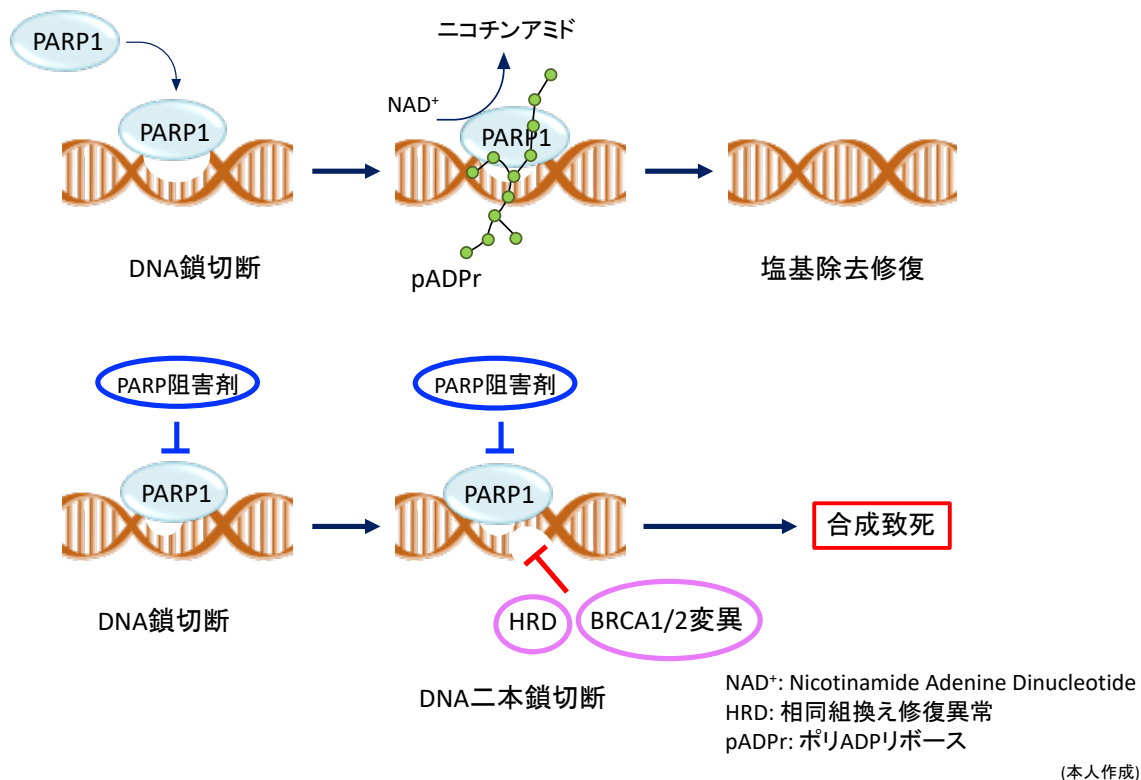 PARP1
PARP1
DNA鎖切断
ニコチンアミド
NAD⁺
PARP1
pADPr
塩基除去修復
PARP阻害剤
PARP1
DNA鎖切断
PARP阻害剤
PARP1
HRD
BRCA1/2変異
DNA二本鎖切断
合成致死
NAD⁺: Nicotinamide Adenine Dinucleotide
HRD: 相同組換え修復異常
pADPr: ポリADPリボース
(本人作成)